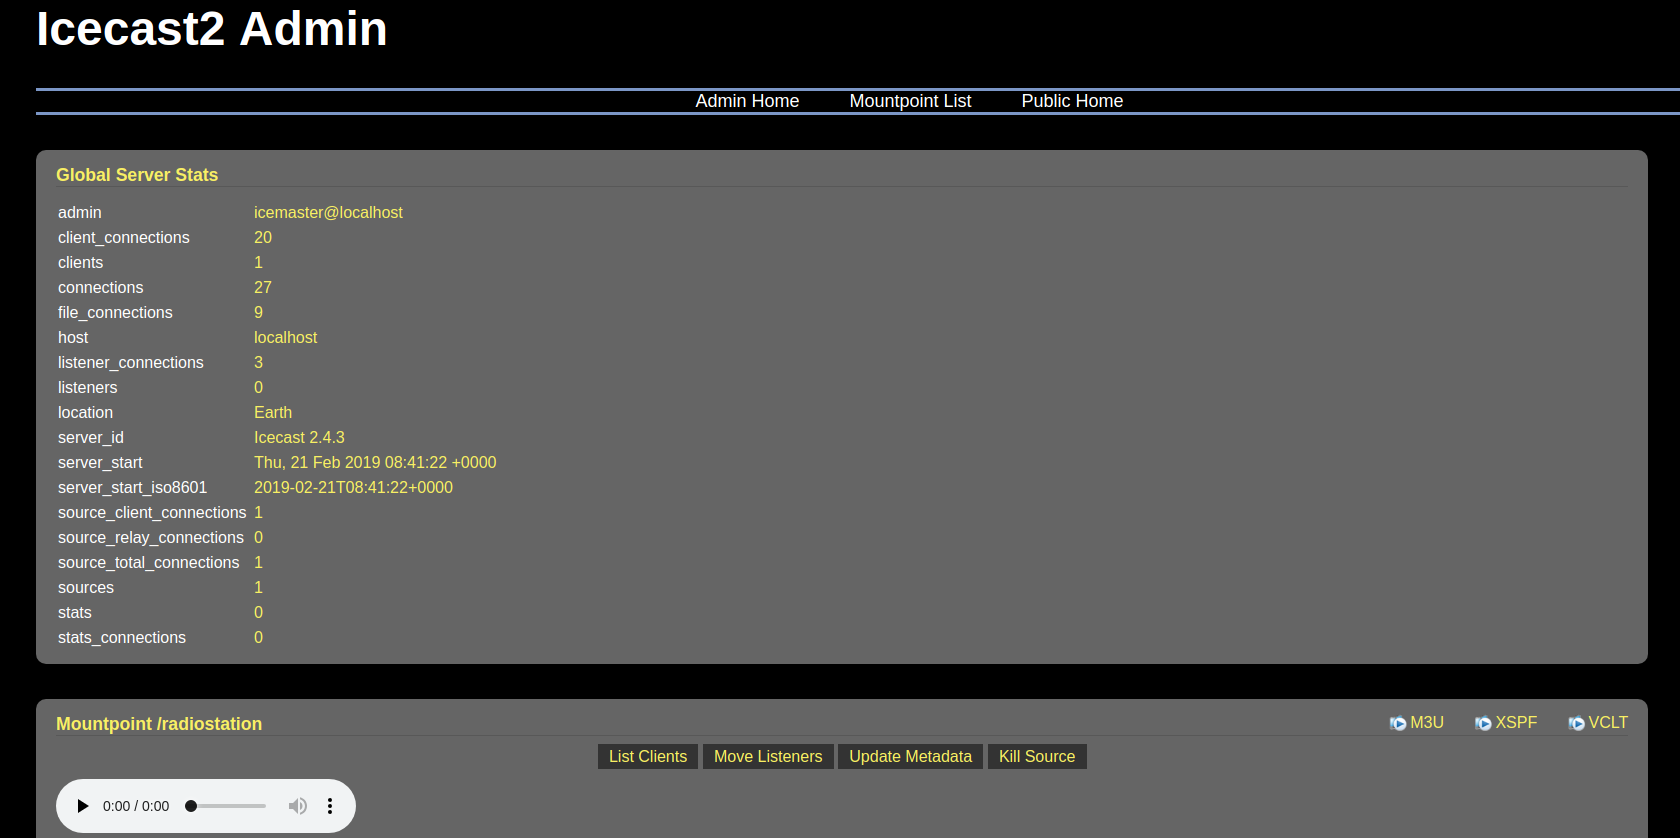 Icecast2 Admin
Admin Home Mountpoint List Public Home
Global Server Stats
admin icemaster@localhost
client_connections 20
clients 1
connections 27
file_connections 9
host localhost
listener_connections 3
listeners 0
location Earth
server_id Icecast 2.4.3
server_start Thu, 21 Feb 2019 08:41:22 +0000
server_start_iso8601 2019-02-21T08:41:22+0000
source_client_connections 1
source_relay_connections 0
source_total_connections 1
sources 1
stats 0
stats_connections 0
Mountpoint /radiostation M3U XSPF VCLT
List Clients Move Listeners Update Metadata Kill Source
0:00 / 0:00